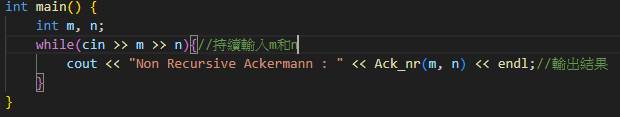 int main() {
    int m, n;
    while(cin >> m >> n){//持續輸入m和n
        cout << "Non Recursive Ackermann : " << Ack_nr(m, n) << endl;//輸出結果
    }
}